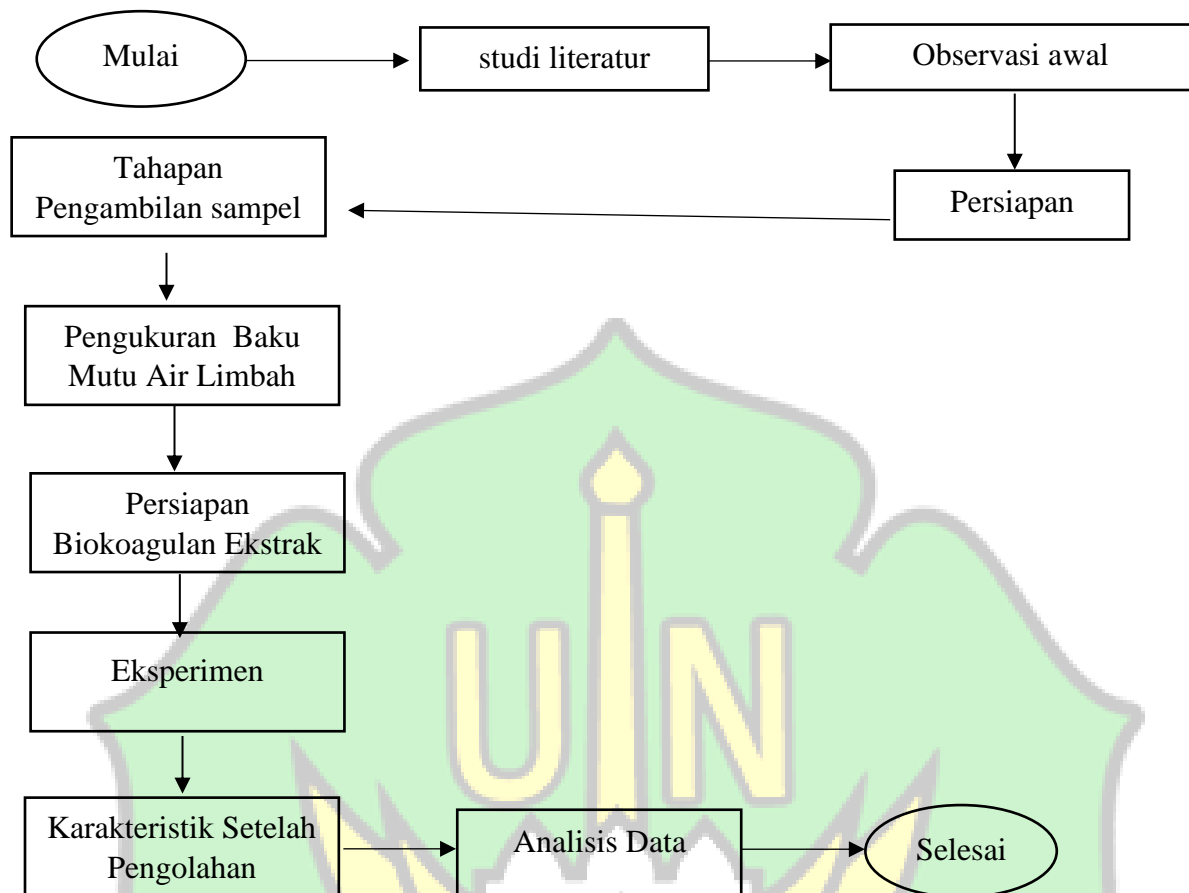 Mulai
studi literatur
Observasi awal
Persiapan
Tahapan
Pengambilan sampel
Pengukuran  Baku
Mutu Air Limbah
Persiapan
Biokoagulan Ekstrak
Eksperimen
Karakteristik Setelah
Pengolahan
Analisis Data
Selesai
UIN